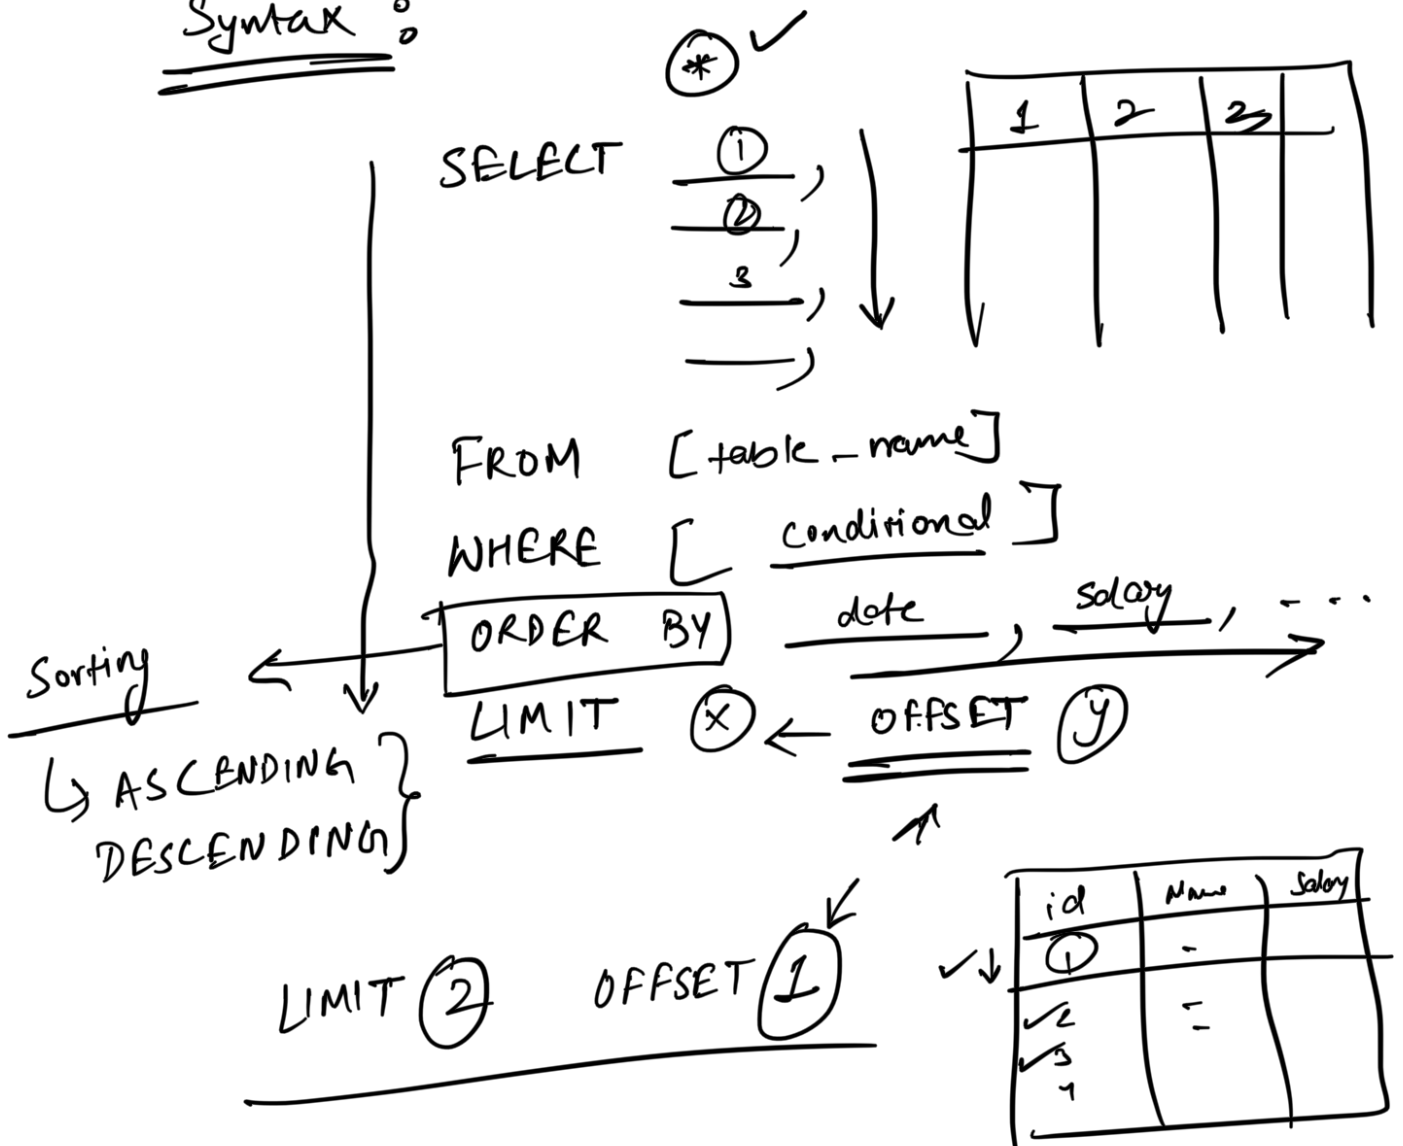 Syntax :
*
SELECT 1 ,
2 ,
3 ,
,
1 2 3
FROM [table_name]
WHERE [ conditional ]
ORDER BY date , salary , - - - .
LIMIT x ← OFFSET y
Sorting
↳ ASCENDING
DESCENDING
LIMIT 2 OFFSET 1
id Name Salary
1 -
2 -
3 -
4